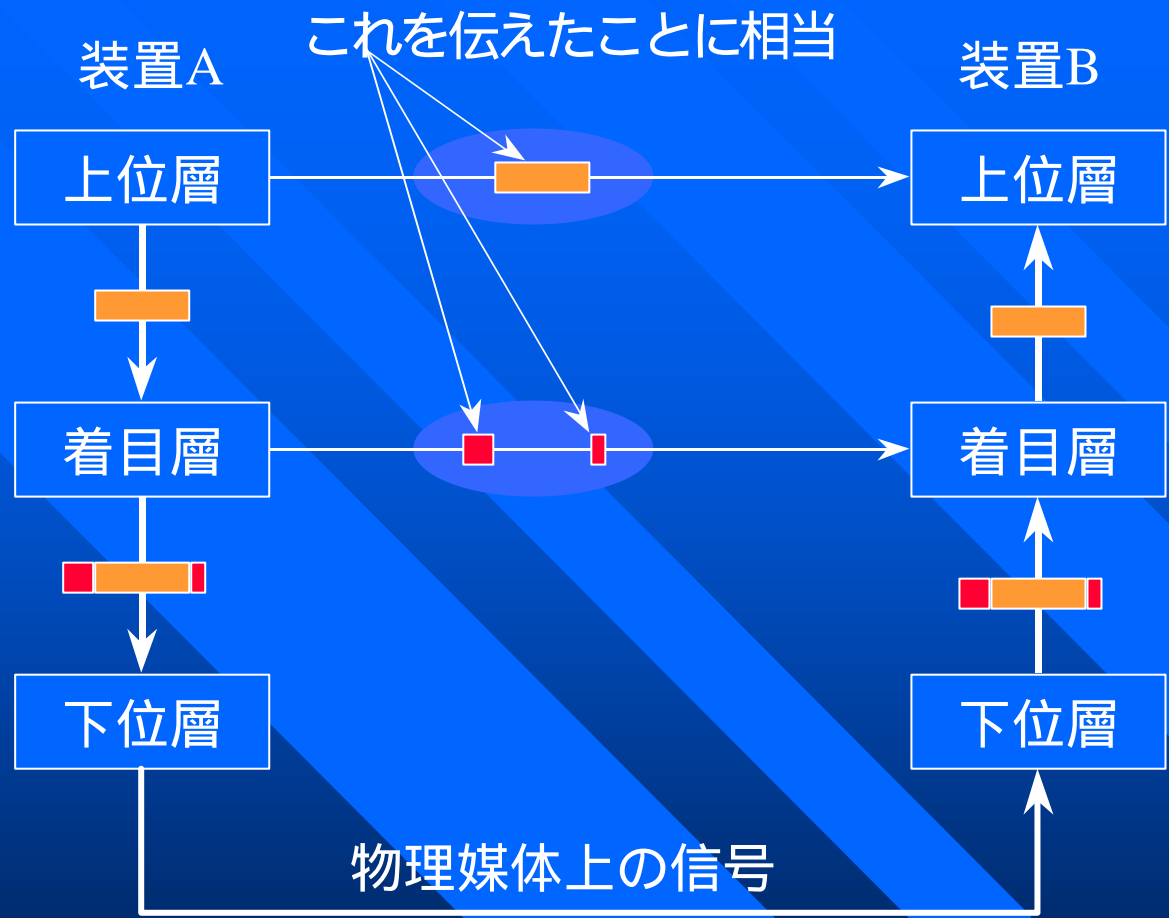 これを伝えたことに相当
装置A
装置B
上位層
上位層
着目層
着目層
下位層
下位層
物理媒体上の信号